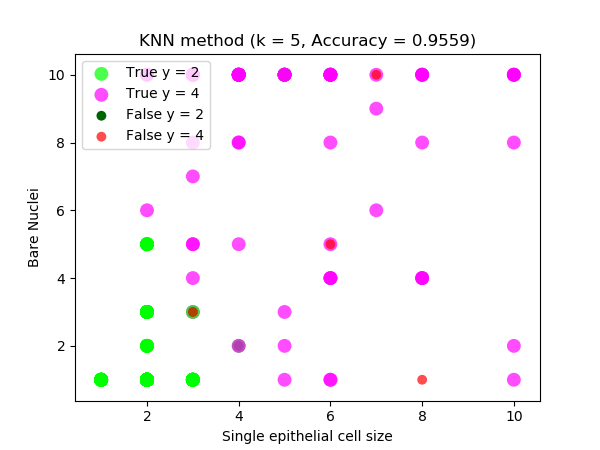 KNN method (k = 5, Accuracy = 0.9559)
True y = 2
True y = 4
False y = 2
False y = 4
Bare Nuclei
10
8
6
4
2
2 4 6 8 10
Single epithelial cell size